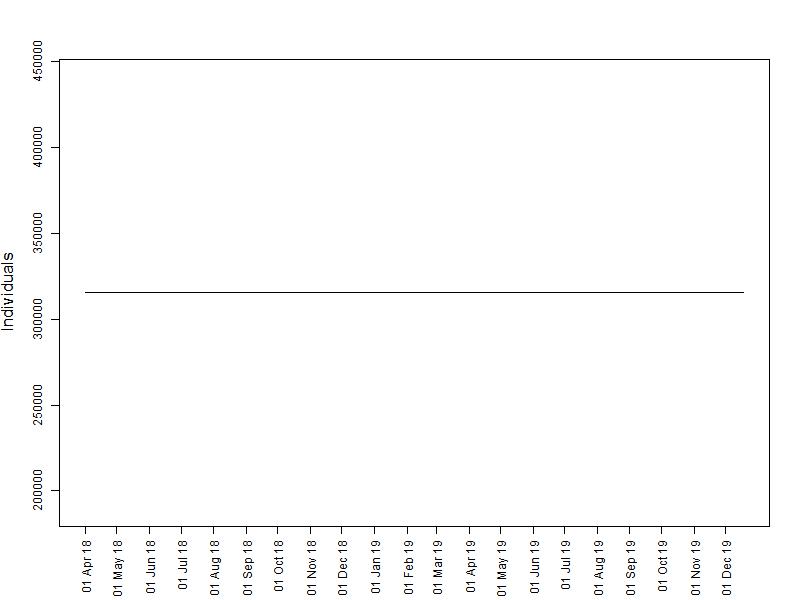 450000
400000
350000
300000
250000
200000
Individuals
01 Apr 18
01 May 18
01 Jun 18
01 Jul 18
01 Aug 18
01 Sep 18
01 Oct 18
01 Nov 18
01 Dec 18
01 Jan 19
01 Feb 19
01 Mar 19
01 Apr 19
01 May 19
01 Jun 19
01 Jul 19
01 Aug 19
01 Sep 19
01 Oct 19
01 Nov 19
01 Dec 19